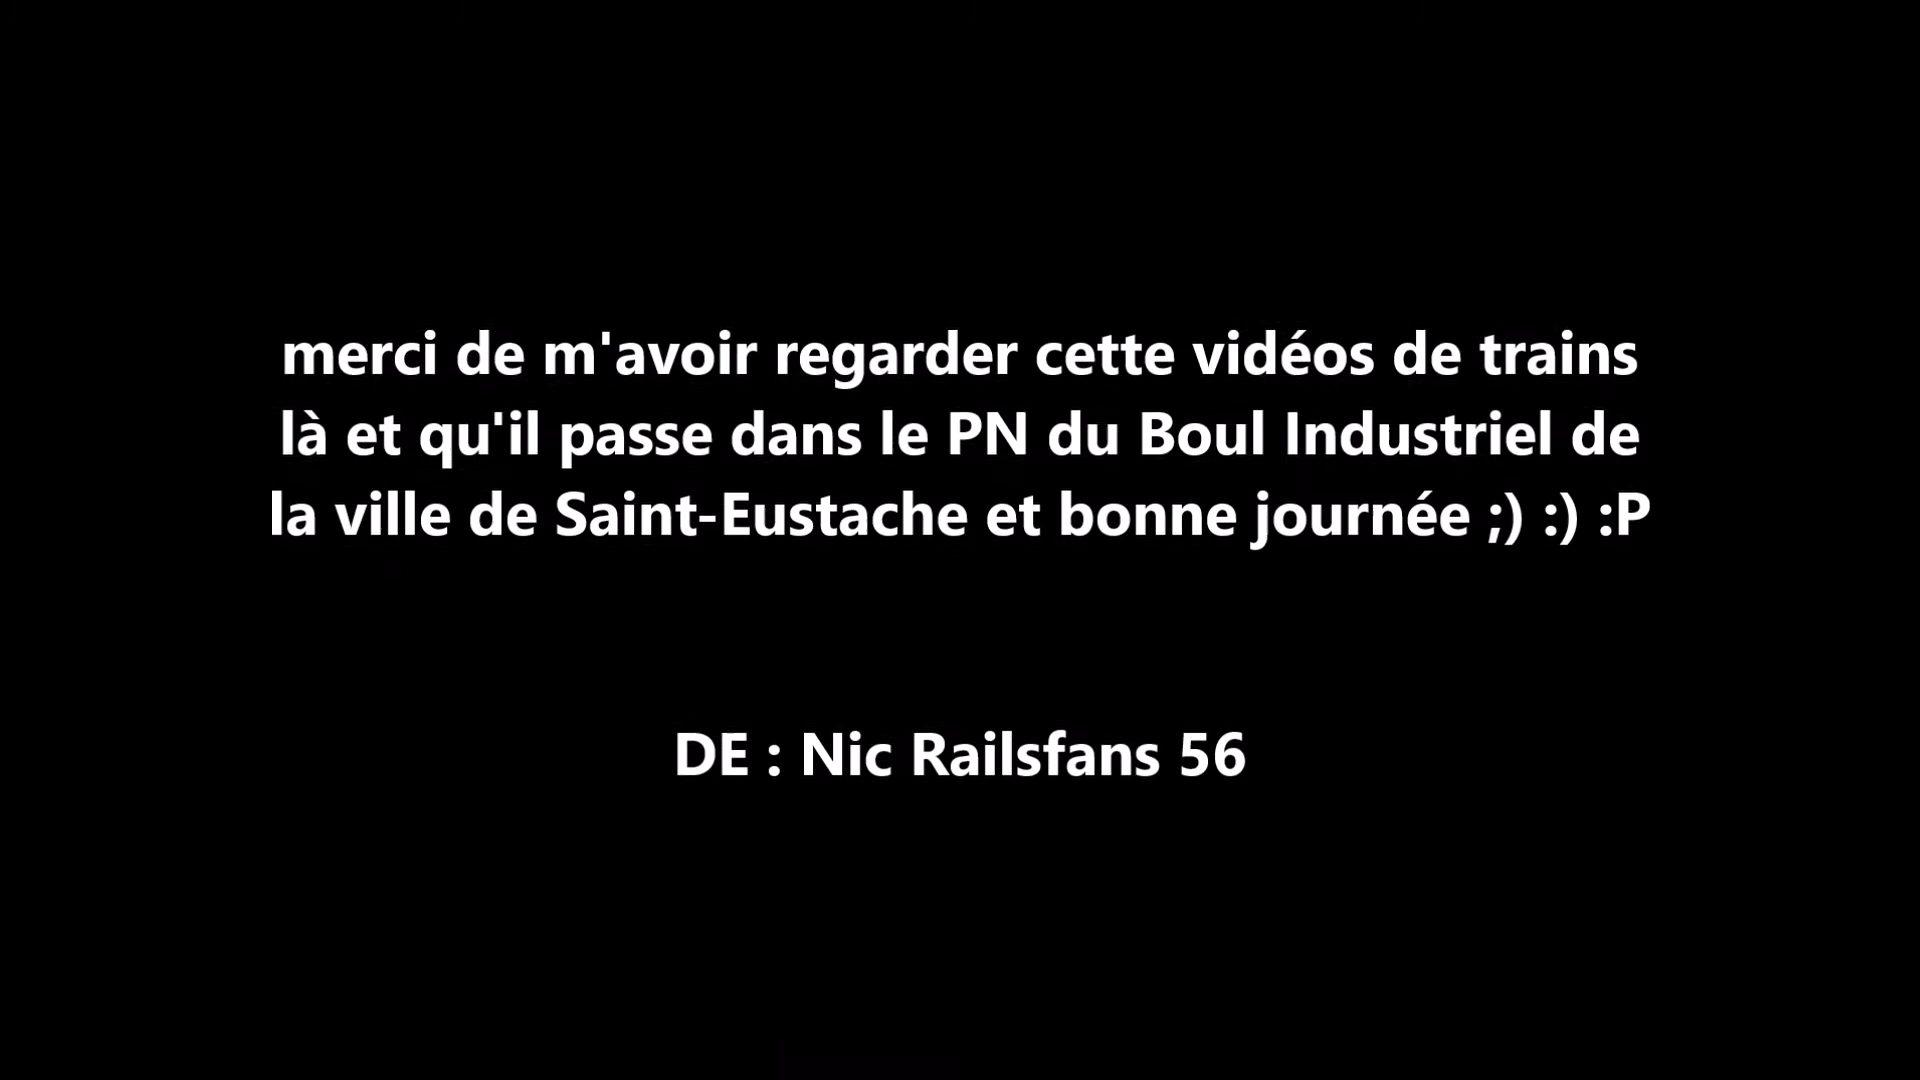 merci de m'avoir regarder cette vidéos de trains
là et qu'il passe dans le PN du Boul Industriel de
la ville de Saint-Eustache et bonne journée ;) :) :P
DE : Nic Railsfans 56